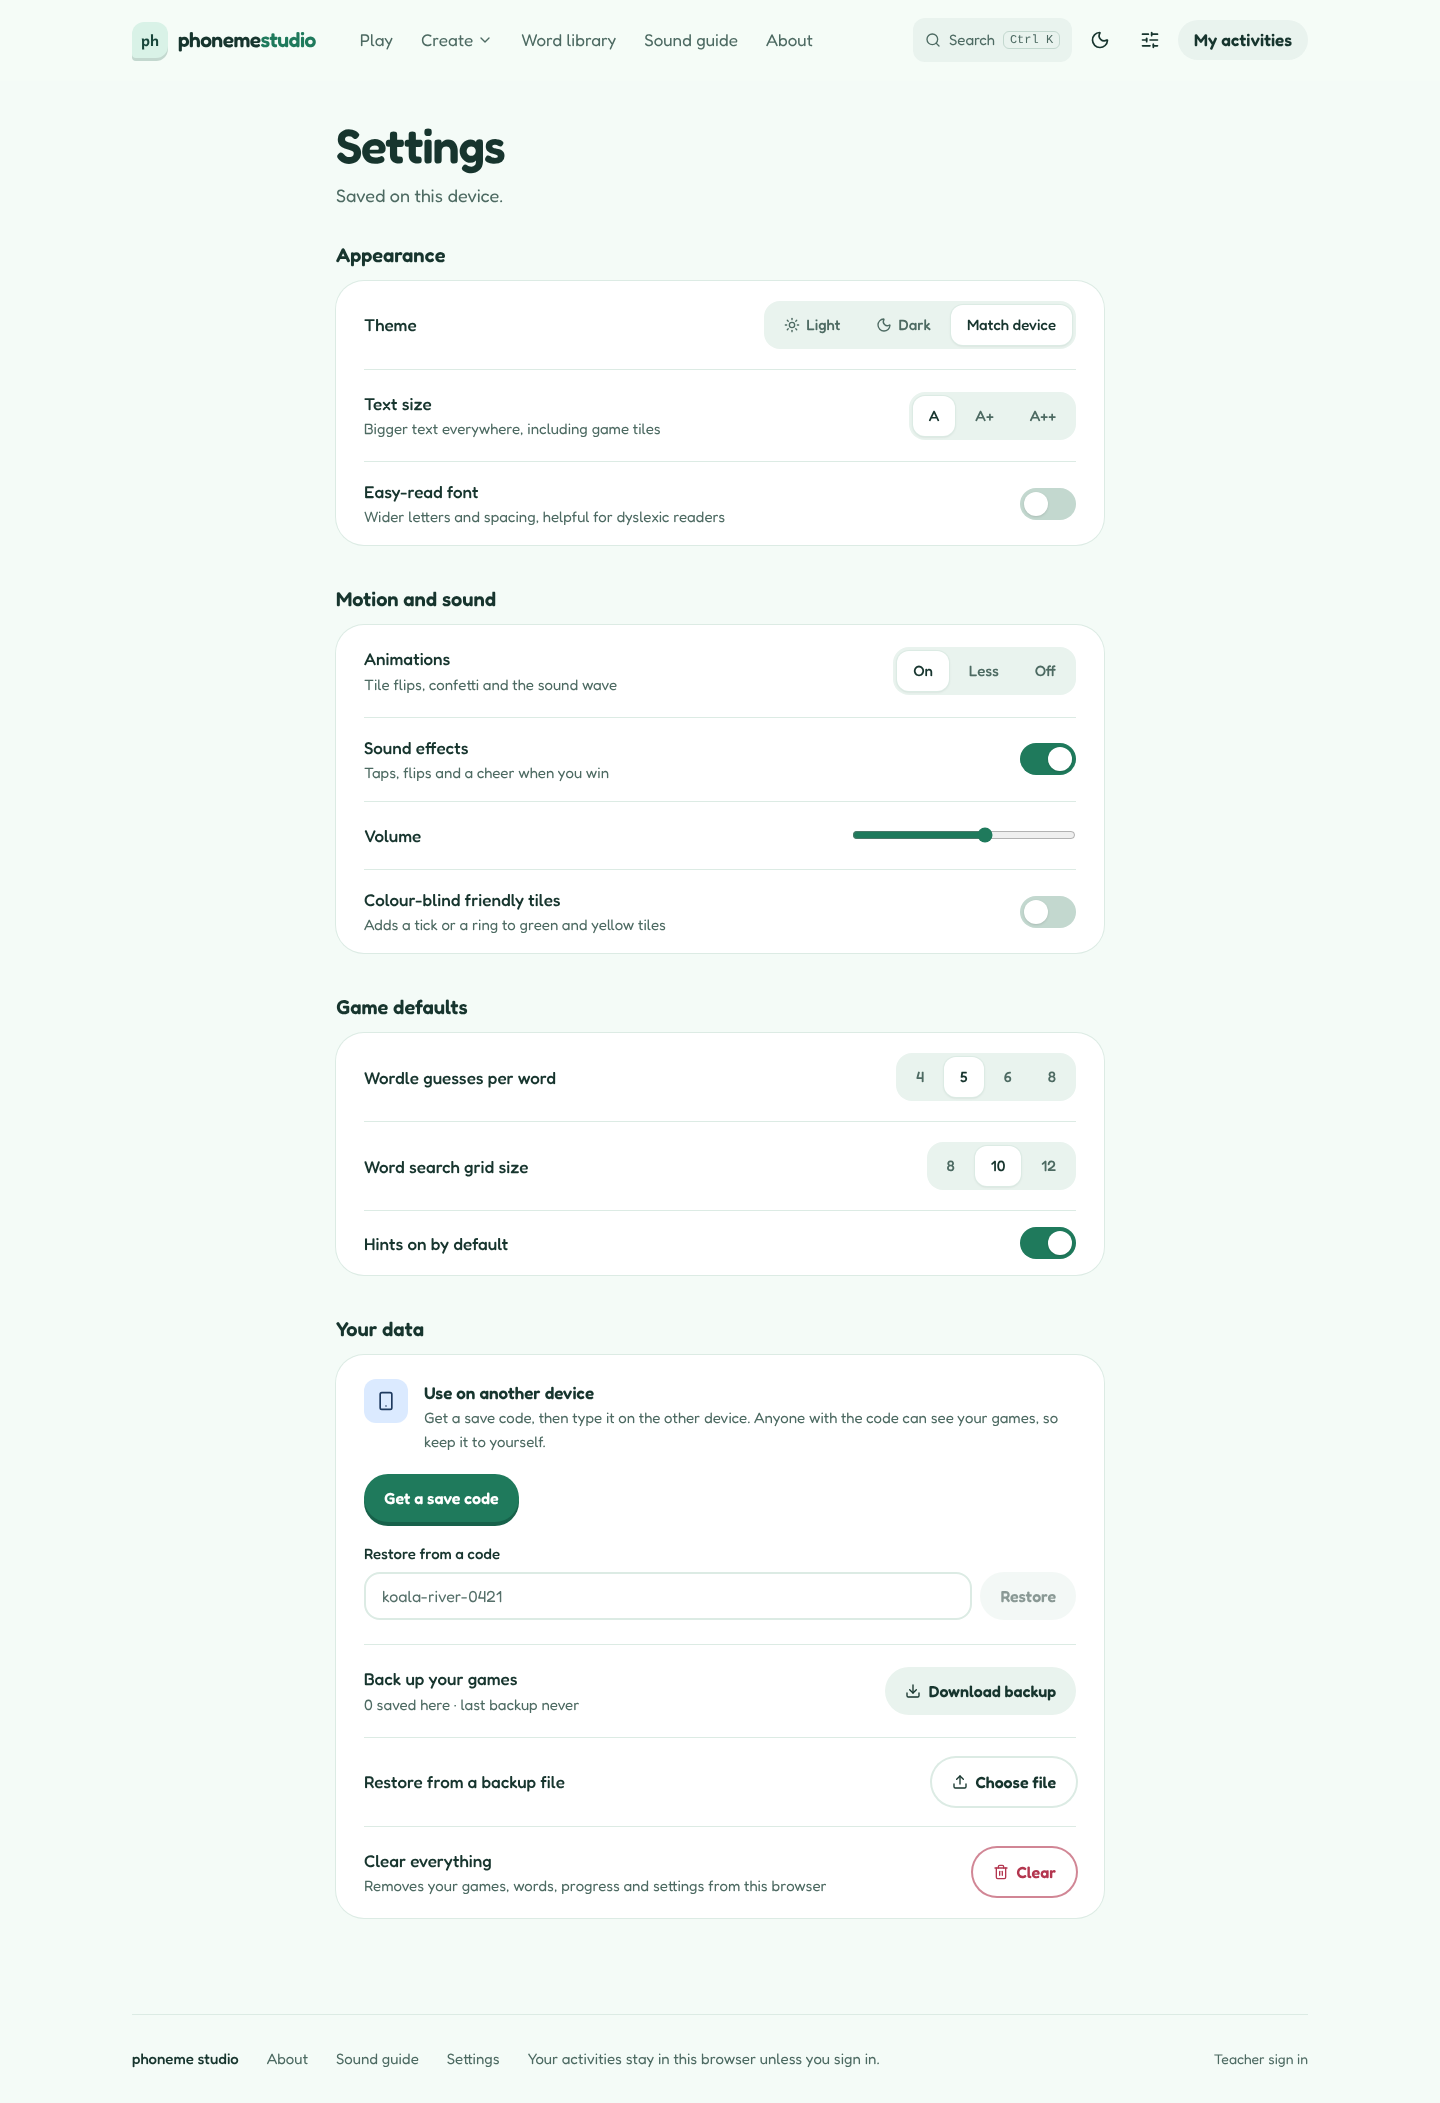 ph phonemestudio Play Create Word library Sound guide About Search Ctrl K My activities
Settings
Saved on this device.
Appearance
Theme Light Dark Match device
Text size
Bigger text everywhere, including game tiles
A A+ A++
Easy-read font
Wider letters and spacing, helpful for dyslexic readers
Motion and sound
Animations
Tile flips, confetti and the sound wave
On Less Off
Sound effects
Taps, flips and a cheer when you win
Volume
Colour-blind friendly tiles
Adds a tick or a ring to green and yellow tiles
Game defaults
Wordle guesses per word 4 5 6 8
Word search grid size 8 10 12
Hints on by default
Your data
Use on another device
Get a save code, then type it on the other device. Anyone with the code can see your games, so
keep it to yourself.
Get a save code
Restore from a code
koala-river-0421 Restore
Back up your games
0 saved here · last backup never
Download backup
Restore from a backup file Choose file
Clear everything
Removes your games, words, progress and settings from this browser
Clear
phoneme studio About Sound guide Settings Your activities stay in this browser unless you sign in. Teacher sign in